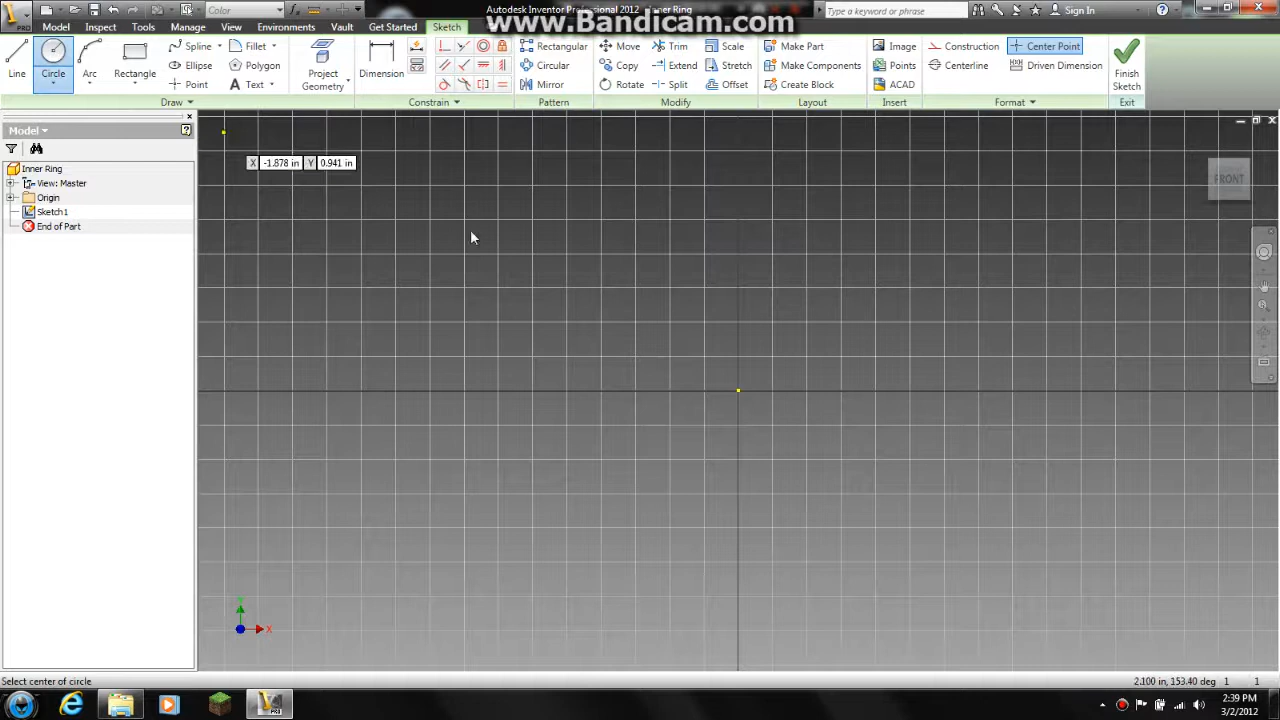 www.Bandicam.com
Color
Autodesk Inventor Professional 2012 Inner Ring
Type a keyword or phrase
Sign In
PRO
File Model Inspect Tools Manage View Environments Vault Get Started Sketch
Line
Circle
Arc
Rectangle
Spline
Ellipse
Point
Fillet
Polygon
Text
Project Geometry
Dimension
Rectangular
Circular
Mirror
Move
Copy
Rotate
Trim
Extend
Split
Scale
Stretch
Offset
Make Part
Make Components
Create Block
Image
Points
ACAD
Construction
Centerline
Center Point
Driven Dimension
Finish Sketch
Draw
Constrain
Pattern
Modify
Layout
Insert
Format
Exit
Model
Inner Ring
View: Master
Origin
Sketch1
End of Part
X -1.878 in Y 0.941 in
FRONT
X
Select center of circle
2.100 in, 153.40 deg 1 1
PRO
2:39 PM
3/2/2012